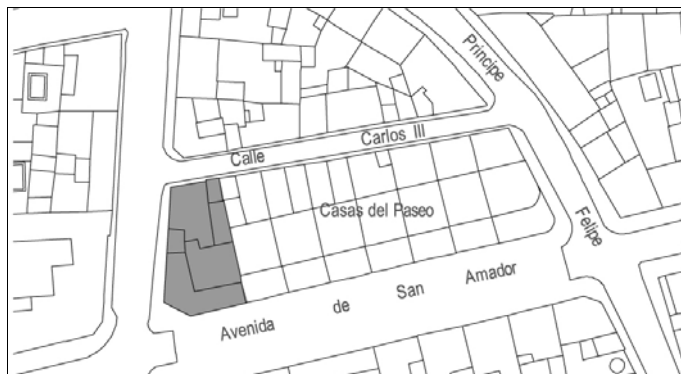 Principe
Calle Carlos III
Casas del Paseo
Felipe
Avenida de San Amador